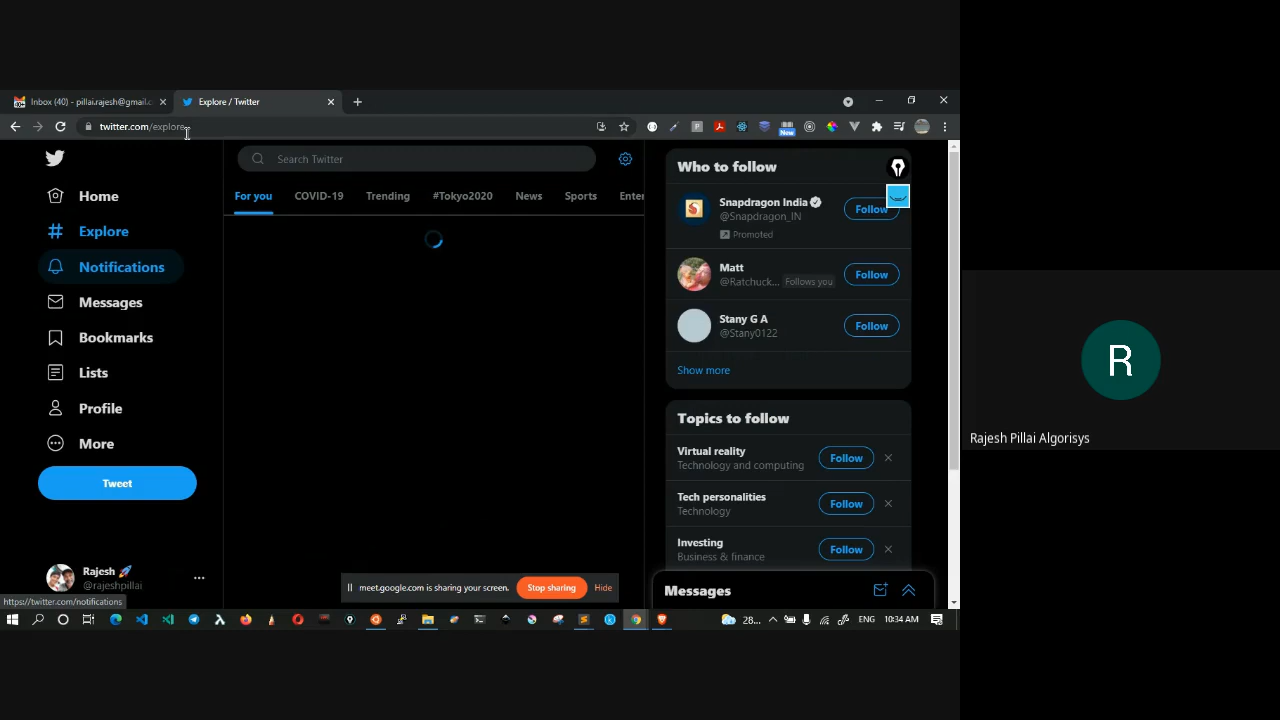 Inbox (40) - pillai.rajesh@gmail.c
Explore / Twitter
twitter.com/explore
New
Home
Explore
Notifications
Messages
Bookmarks
Lists
Profile
More
Tweet
Rajesh 🚀
@rajeshpillai
https://twitter.com/notifications
Search Twitter
For you COVID-19 Trending #Tokyo2020 News Sports Enter
Who to follow
Snapdragon India
@Snapdragon_IN
Promoted
Follow
Matt
@Ratchuck... Follows you
Follow
Stany G A
@Stany0122
Follow
Show more
Topics to follow
Virtual reality
Technology and computing
Follow
Tech personalities
Technology
Follow
Investing
Business & finance
Follow
Messages
meet.google.com is sharing your screen. Stop sharing Hide
28... ENG 10:34 AM
R
Rajesh Pillai Algorisys